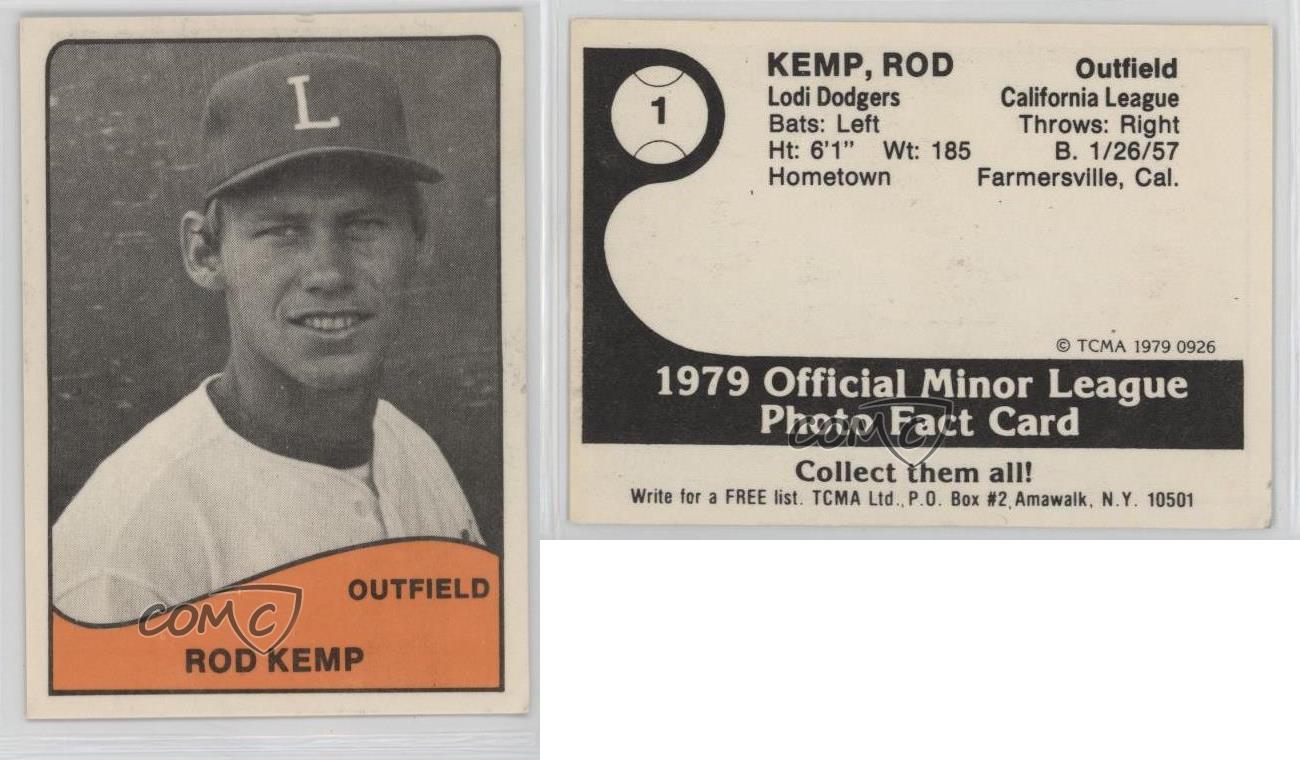 L
COMC
OUTFIELD
ROD KEMP
1
KEMP, ROD Outfield
Lodi Dodgers California League
Bats: Left Throws: Right
Ht: 6'1" Wt: 185 B. 1/26/57
Hometown Farmersville, Cal.
© TCMA 1979 0926
1979 Official Minor League
Photo Fact Card
COMC
Collect them all!
Write for a FREE list. TCMA Ltd., P.O. Box #2, Amawalk, N.Y. 10501